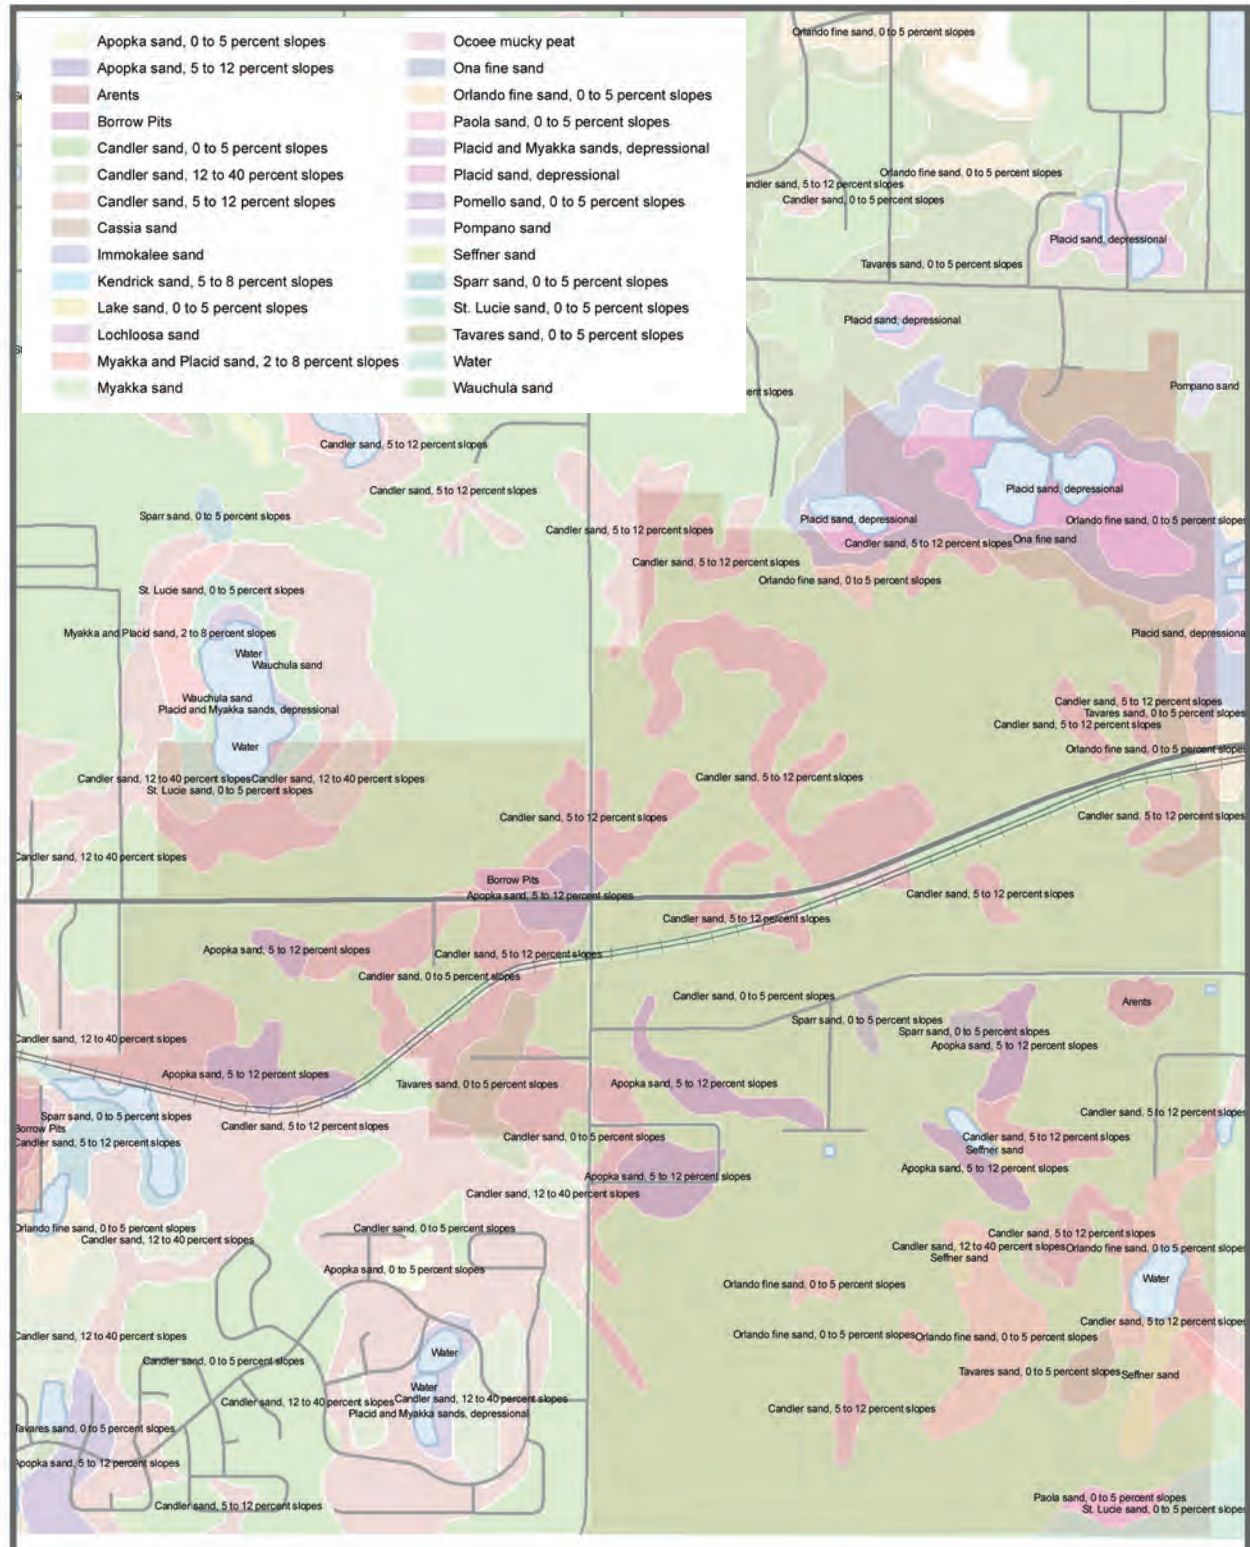 Apopka sand, 0 to 5 percent slopes
Apopka sand, 5 to 12 percent slopes
Arents
Borrow Pits
Candler sand, 0 to 5 percent slopes
Candler sand, 12 to 40 percent slopes
Candler sand, 5 to 12 percent slopes
Cassia sand
Immokalee sand
Kendrick sand, 5 to 8 percent slopes
Lake sand, 0 to 5 percent slopes
Lochloosa sand
Myakka and Placid sand, 2 to 8 percent slopes
Myakka sand
Ocoee mucky peat
Ona fine sand
Orlando fine sand, 0 to 5 percent slopes
Paola sand, 0 to 5 percent slopes
Placid and Myakka sands, depressional
Placid sand, depressional
Pomello sand, 0 to 5 percent slopes
Pompano sand
Seffner sand
Sparr sand, 0 to 5 percent slopes
St. Lucie sand, 0 to 5 percent slopes
Tavares sand, 0 to 5 percent slopes
Water
Wauchula sand
Orlando fine sand, 0 to 5 percent slopes
Orlando fine sand, 0 to 5 percent slopes
andler sand, 5 to 12 percent slopes
Candler sand, 0 to 5 percent slopes
Placid sand, depressional
Tavares sand, 0 to 5 percent slopes
Placid sand, depressional
Pompano sand
ent slopes
Candler sand, 5 to 12 percent slopes
Candler sand, 5 to 12 percent slopes
Placid sand, depressional
Sparr sand, 0 to 5 percent slopes
Placid sand, depressional
Orlando fine sand, 0 to 5 percent slopes
Candler sand, 5 to 12 percent slopes
Candler sand, 5 to 12 percent slopes
Ona fine sand
Candler sand, 5 to 12 percent slopes
Orlando fine sand, 0 to 5 percent slopes
St. Lucie sand, 0 to 5 percent slopes
Myakka and Placid sand, 2 to 8 percent slopes
Placid sand, depressiona
Water
Wauchula sand
Wauchula sand
Placid and Myakka sands, depressional
Candler sand, 5 to 12 percent slopes
Tavares sand, 0 to 5 percent slopes
Candler sand, 5 to 12 percent slopes
Water
Orlando fine sand, 0 to 5 percent slopes
Candler sand, 12 to 40 percent slopes
Candler sand, 12 to 40 percent slopes
Candler sand, 5 to 12 percent slopes
St. Lucie sand, 0 to 5 percent slopes
Candler sand, 5 to 12 percent slopes
Candler sand, 5 to 12 percent slopes
Candler sand, 12 to 40 percent slopes
Borrow Pits
Apopka sand, 5 to 12 percent slopes
Candler sand, 5 to 12 percent slopes
Candler sand, 5 to 12 percent slopes
Apopka sand, 5 to 12 percent slopes
Candler sand, 5 to 12 percent slopes
Candler sand, 0 to 5 percent slopes
Candler sand, 0 to 5 percent slopes
Arents
Sparr sand, 0 to 5 percent slopes
Sparr sand, 0 to 5 percent slopes
Candler sand, 12 to 40 percent slopes
Apopka sand, 5 to 12 percent slopes
Apopka sand, 5 to 12 percent slopes
Tavares sand, 0 to 5 percent slopes
Apopka sand, 5 to 12 percent slopes
Sparr sand, 0 to 5 percent slopes
Candler sand, 5 to 12 percent slopes
Borrow Pits
Candler sand, 5 to 12 percent slopes
Candler sand, 5 to 12 percent slopes
Candler sand, 0 to 5 percent slopes
Candler sand, 5 to 12 percent slopes
Seffner sand
Apopka sand, 5 to 12 percent slopes
Apopka sand, 5 to 12 percent slopes
Candler sand, 12 to 40 percent slopes
Orlando fine sand, 0 to 5 percent slopes
Candler sand, 0 to 5 percent slopes
Candler sand, 5 to 12 percent slopes
Candler sand, 12 to 40 percent slopes
Candler sand, 12 to 40 percent slopes
Orlando fine sand, 0 to 5 percent slopes
Seffner sand
Apopka sand, 0 to 5 percent slopes
Water
Orlando fine sand, 0 to 5 percent slopes
Candler sand, 5 to 12 percent slopes
Candler sand, 12 to 40 percent slopes
Orlando fine sand, 0 to 5 percent slopes
Orlando fine sand, 0 to 5 percent slopes
Water
Candler sand, 0 to 5 percent slopes
Tavares sand, 0 to 5 percent slopes
Seffner sand
Water
Candler sand, 12 to 40 percent slopes
Candler sand, 12 to 40 percent slopes
Placid and Myakka sands, depressional
Candler sand, 5 to 12 percent slopes
Tavares sand, 0 to 5 percent slopes
Apopka sand, 5 to 12 percent slopes
Paola sand, 0 to 5 percent slopes
Candler sand, 5 to 12 percent slopes
St. Lucie sand, 0 to 5 percent slopes